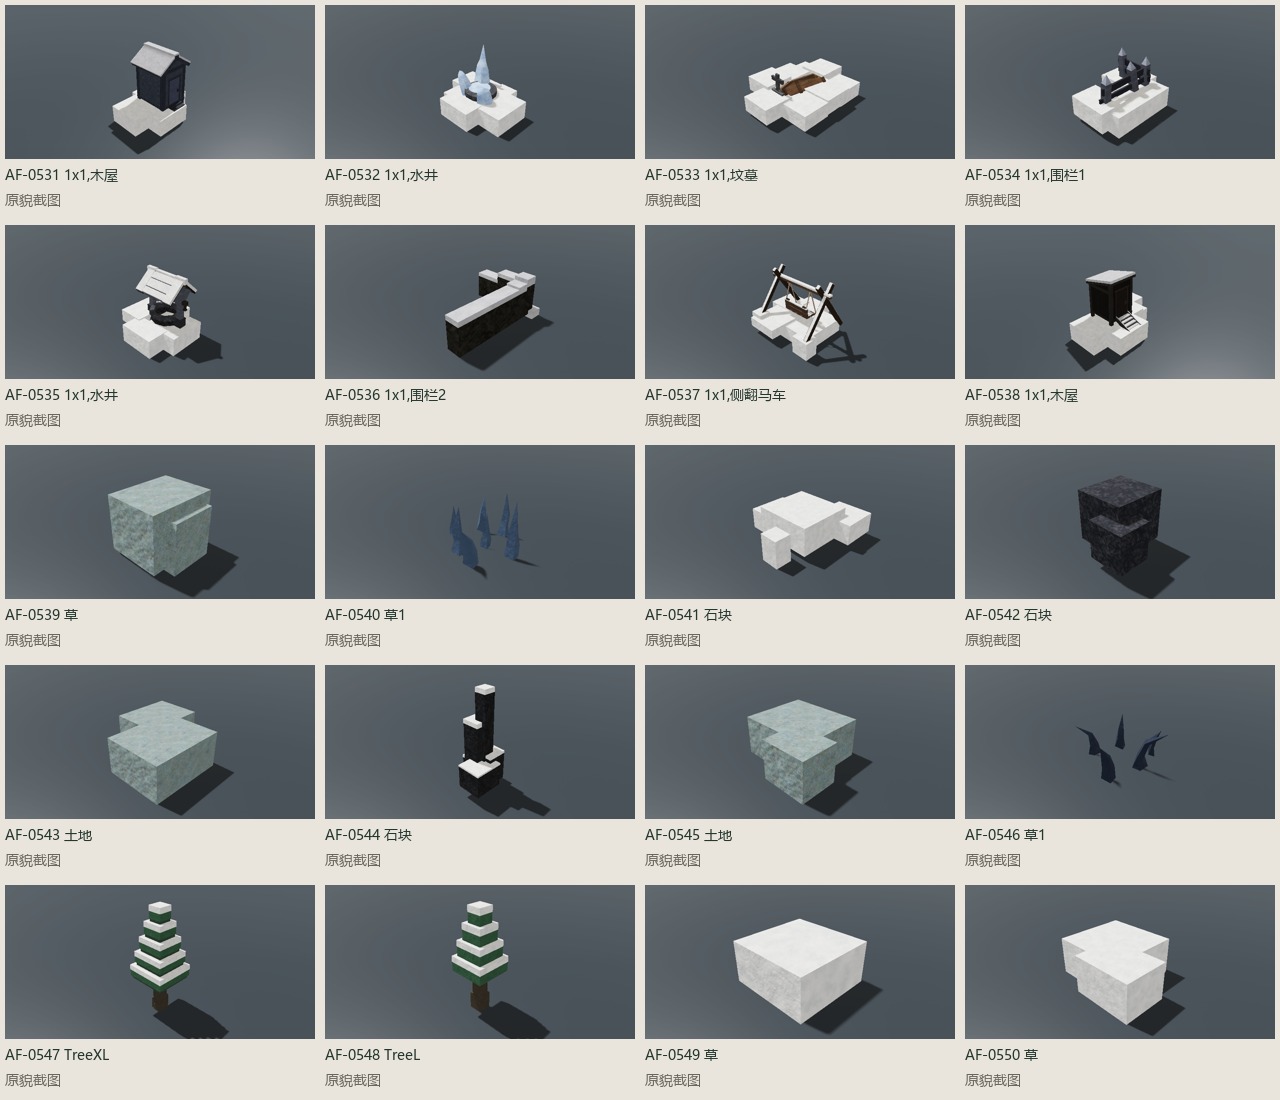 AF-0531 1x1,木屋
原貌截图
AF-0532 1x1,水井
原貌截图
AF-0533 1x1,坟墓
原貌截图
AF-0534 1x1,围栏1
原貌截图
AF-0535 1x1,水井
原貌截图
AF-0536 1x1,围栏2
原貌截图
AF-0537 1x1,侧翻马车
原貌截图
AF-0538 1x1,木屋
原貌截图
AF-0539 草
原貌截图
AF-0540 草1
原貌截图
AF-0541 石块
原貌截图
AF-0542 石块
原貌截图
AF-0543 土地
原貌截图
AF-0544 石块
原貌截图
AF-0545 土地
原貌截图
AF-0546 草1
原貌截图
AF-0547 TreeXL
原貌截图
AF-0548 TreeL
原貌截图
AF-0549 草
原貌截图
AF-0550 草
原貌截图